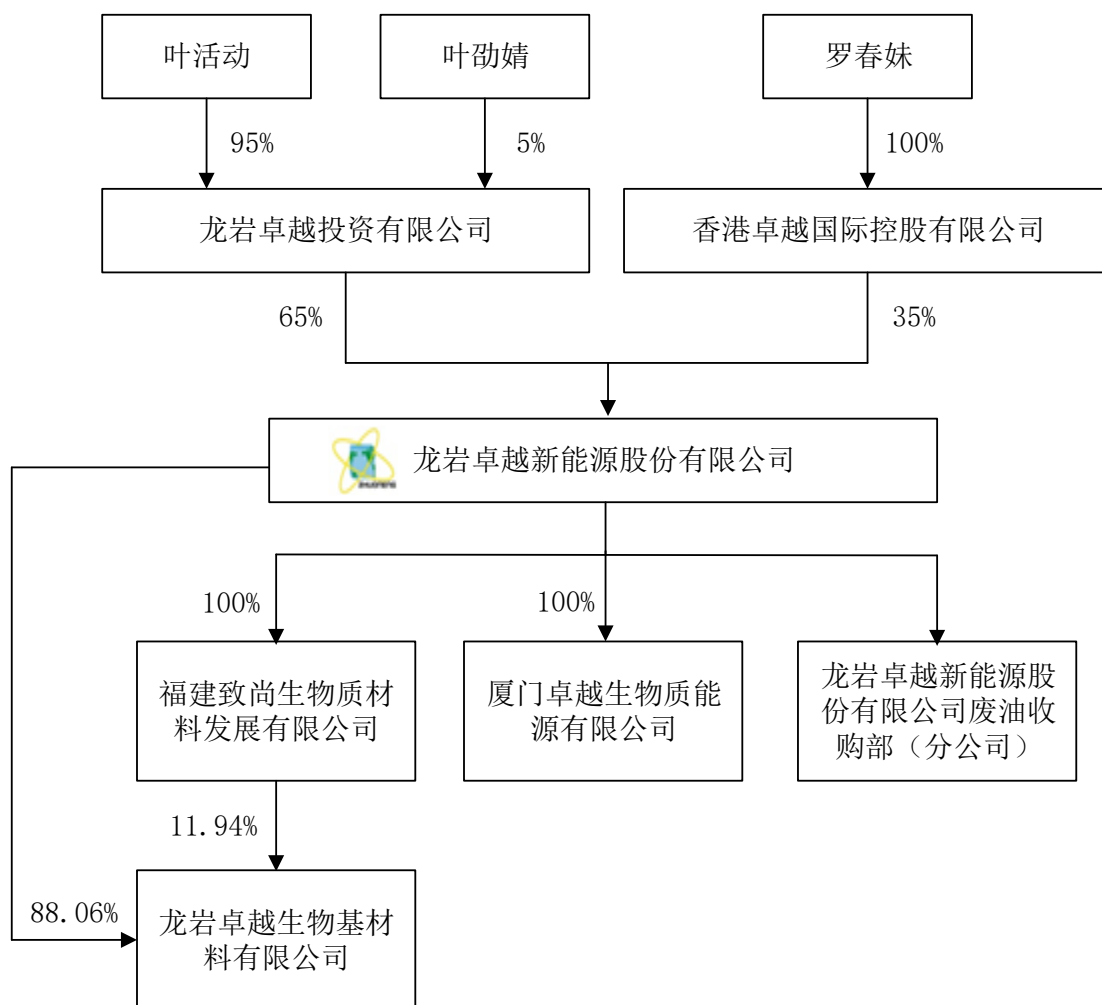 叶活动
叶劭婧
罗春妹
95%
5%
100%
龙岩卓越投资有限公司
香港卓越国际控股有限公司
65%
35%
龙岩卓越新能源股份有限公司
100%
100%
福建致尚生物质材
料发展有限公司
厦门卓越生物质能
源有限公司
龙岩卓越新能源股
份有限公司废油收
购部（分公司）
11.94%
88.06%
龙岩卓越生物基材
料有限公司